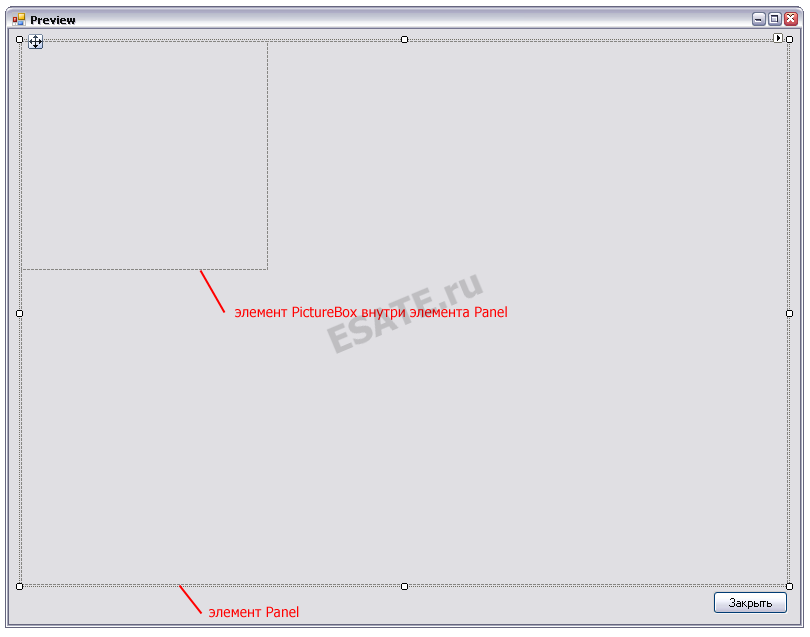 Preview
элемент PictureBox внутри элемента Panel
ESATE.ru
элемент Panel
Закрыть